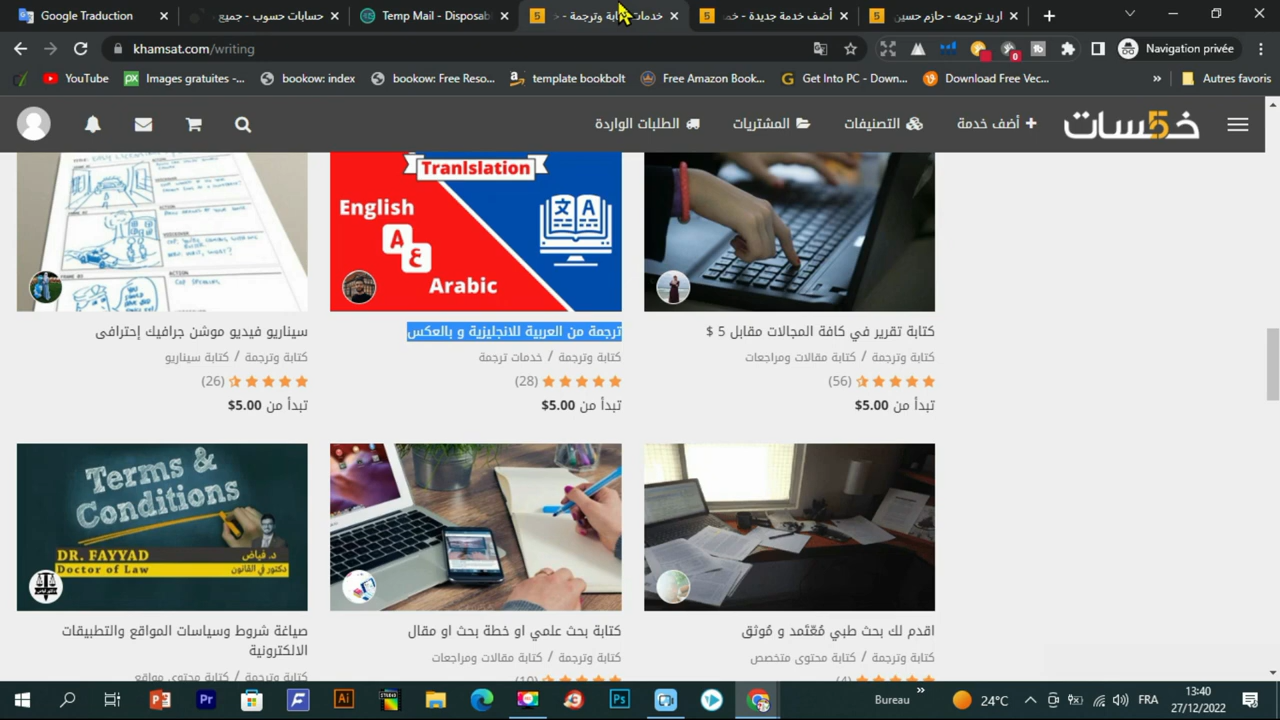 Google Traduction
حسابات حسوب - جميع
Temp Mail - Disposab
أضف خدمة جديدة - خم
اريد ترجمه - حازم حسين
khamsat.com/writing
Navigation privée
YouTube
Images gratuites -...
bookow: index
bookow: Free Reso...
template bookbolt
Free Amazon Book...
Get Into PC - Down...
Download Free Vec...
»
Autres favoris
خمسات
أضف خدمة
التصنيفات
المشتريات
الطلبات الواردة
Tranlslation
English
Arabic
كتابة تقرير في كافة المجالات مقابل 5 $
كتابة وترجمة / كتابة مقالات ومراجعات
(56)
تبدأ من $5.00
ترجمة من العربية للانجليزية و بالعكس
كتابة وترجمة / خدمات ترجمة
(28)
تبدأ من $5.00
سيناريو فيديو موشن جرافيك إحترافى
كتابة وترجمة / كتابة سيناريو
(26)
تبدأ من $5.00
Terms &
Conditions
DR. FAYYAD
د. فياض
Doctor of Law
دكتور في القانون
اقدم لك بحث طبي مُعّتَمد و مُوثق
كتابة وترجمة / كتابة محتوى متخصص
كتابة بحث علمي او خطة بحث او مقال
كتابة وترجمة / كتابة مقالات ومراجعات
صياغة شروط وسياسات المواقع والتطبيقات
الالكترونية
كتابة وترجمة / كتابة محتوى مواقع
Bureau
»
24°C
FRA
13:40
27/12/2022